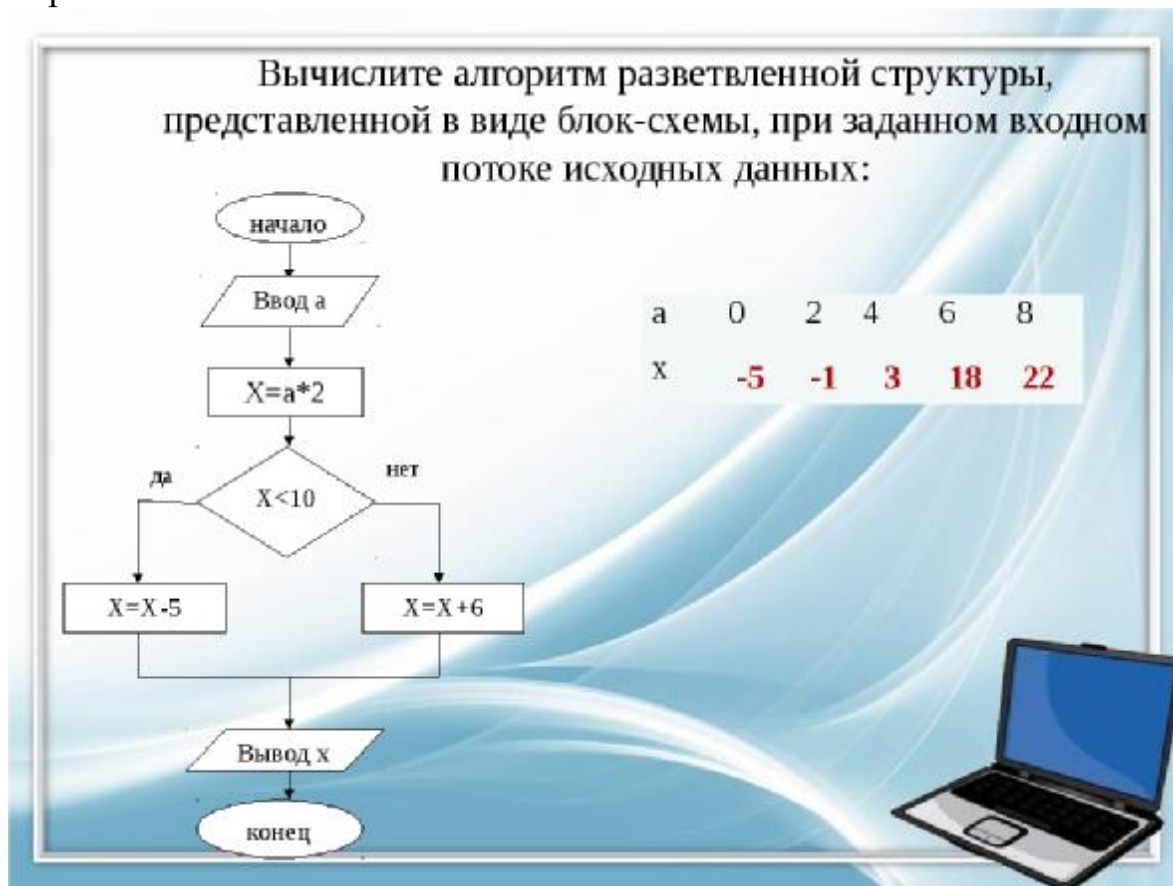 Вычислите алгоритм разветвленной структуры,
представленной в виде блок-схемы, при заданном входном
потоке исходных данных:
начало
Ввод а
X=a*2
да
нет
X<10
X=X-5
X=X+6
Вывод х
конец
а 0 2 4 6 8
х -5 -1 3 18 22